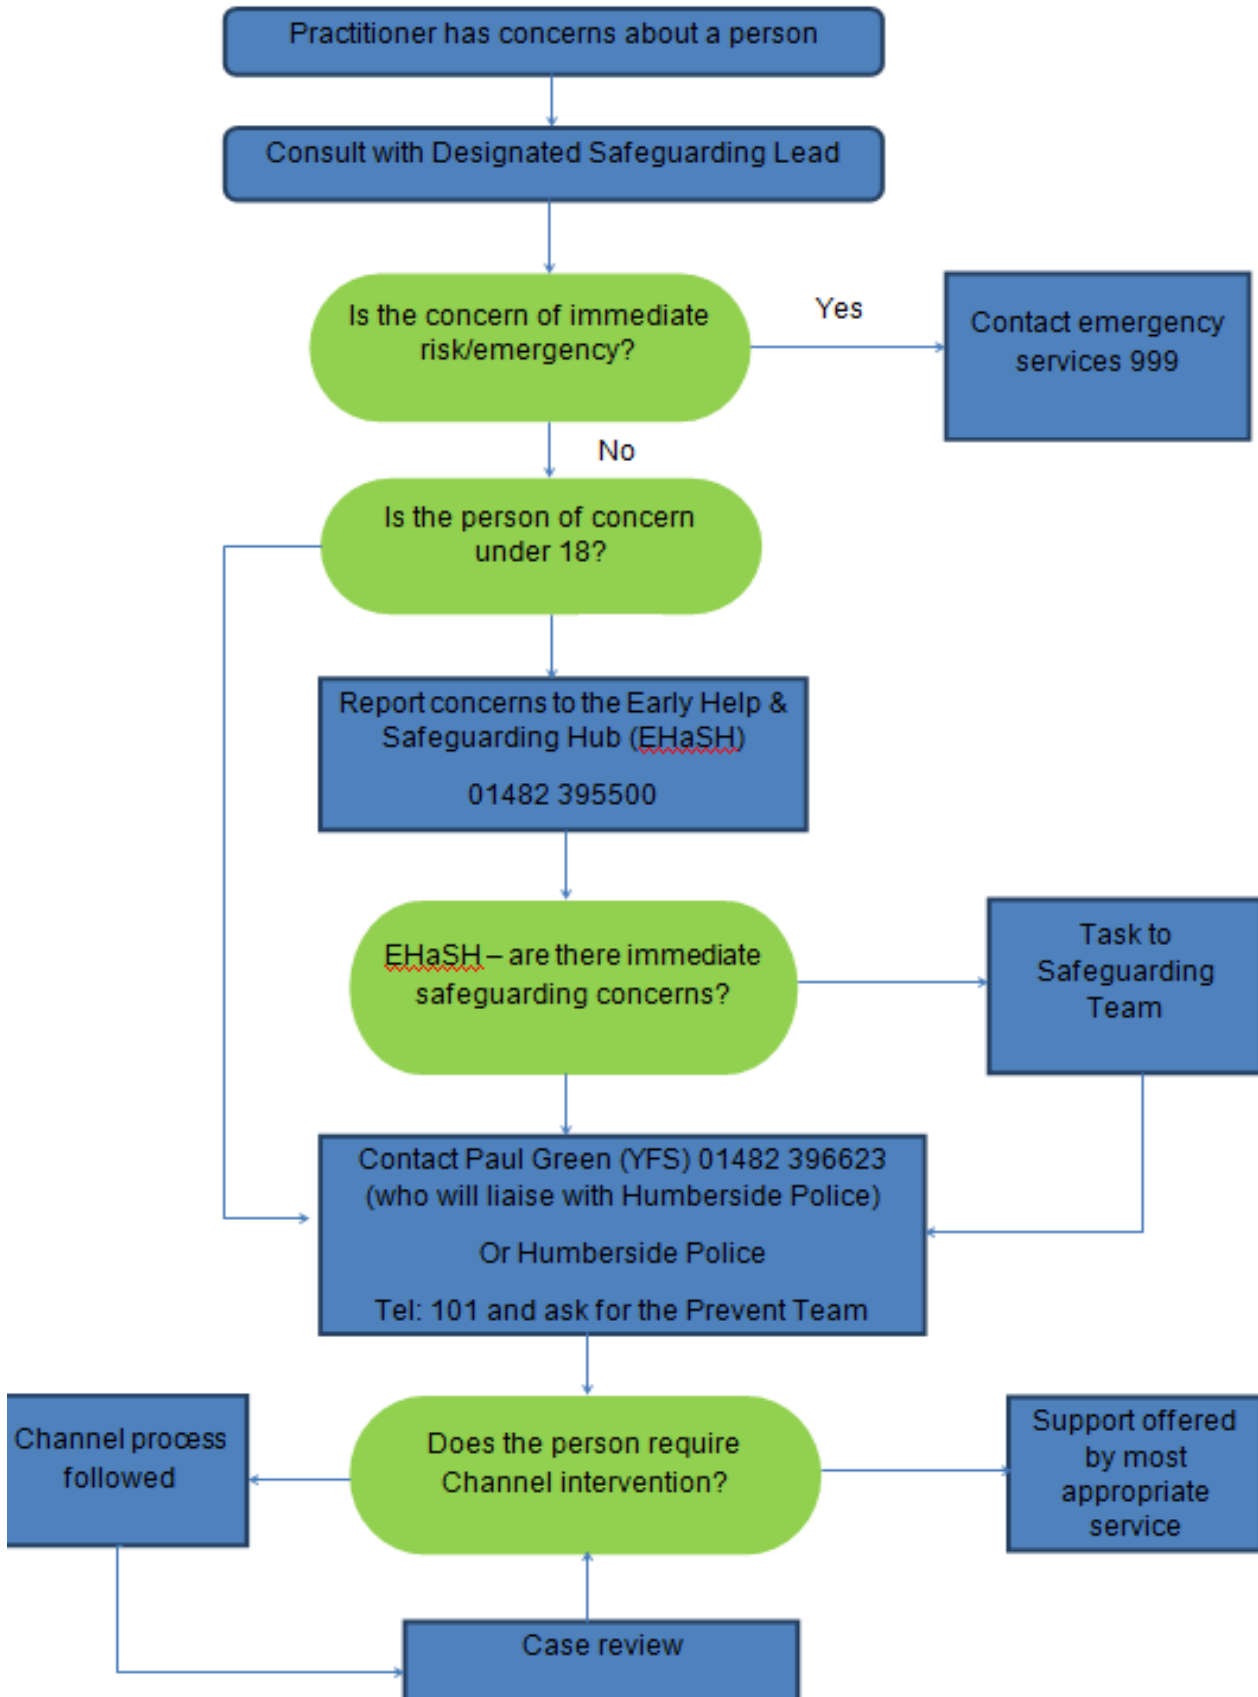 Practitioner has concerns about a person
Consult with Designated Safeguarding Lead
Is the concern of immediate
risk/emergency?
Yes
Contact emergency
services 999
No
Is the person of concern
under 18?
Report concerns to the Early Help &
Safeguarding Hub (EHaSH)
01482 395500
EHaSH – are there immediate
safeguarding concerns?
Task to
Safeguarding
Team
Contact Paul Green (YFS) 01482 396623
(who will liaise with Humberside Police)
Or Humberside Police
Tel: 101 and ask for the Prevent Team
Channel process
followed
Does the person require
Channel intervention?
Support offered
by most
appropriate
service
Case review